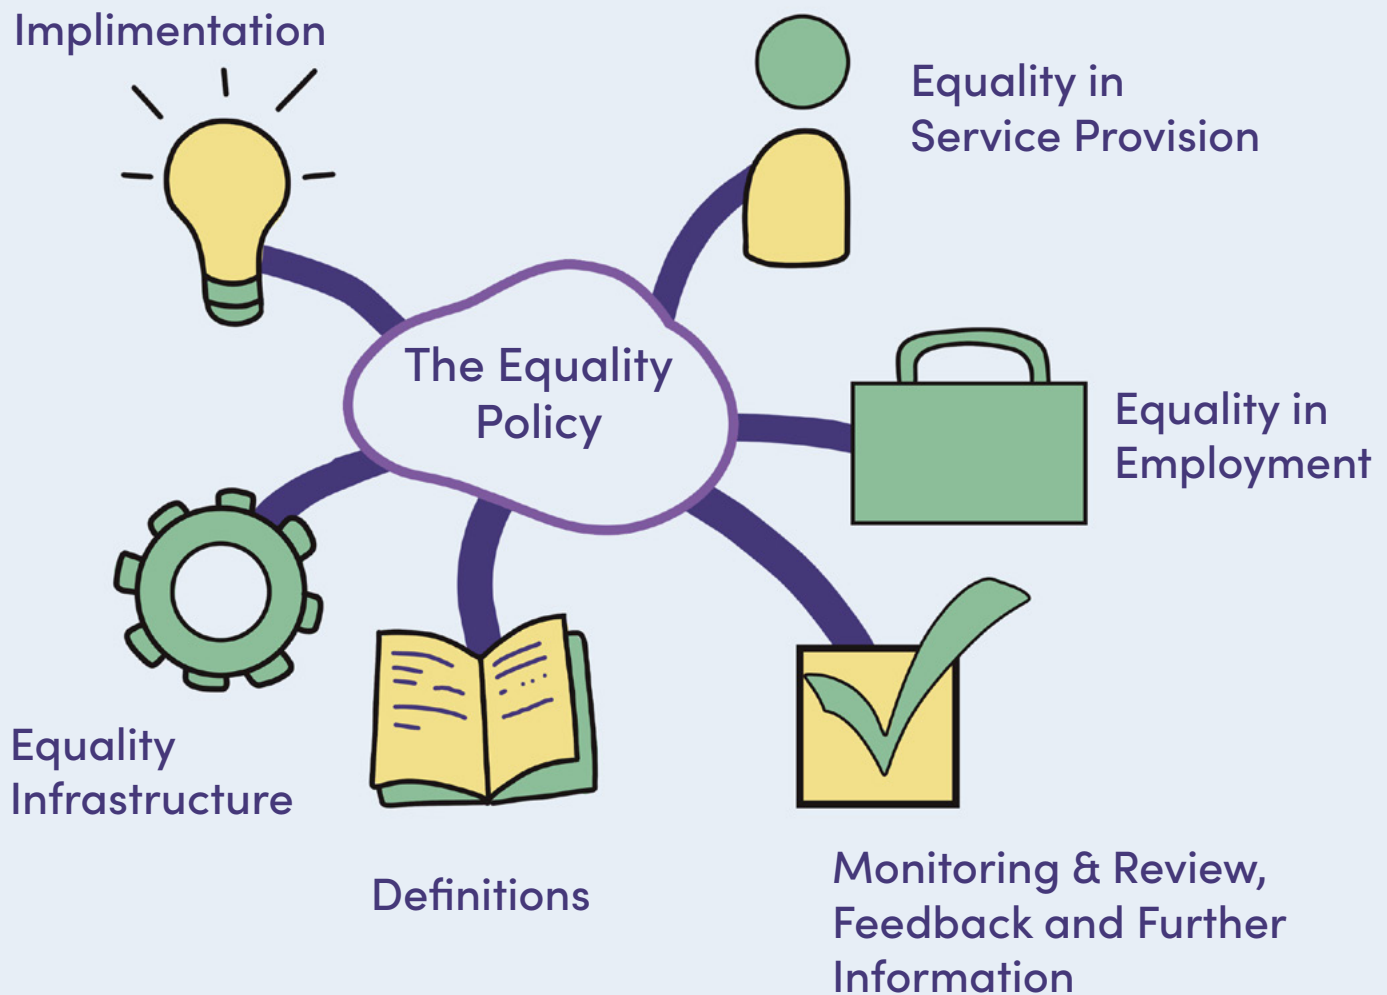 Implimentation
Equality in
Service Provision
The Equality
Policy
Equality in
Employment
Equality
Infrastructure
Definitions
Monitoring & Review,
Feedback and Further
Information